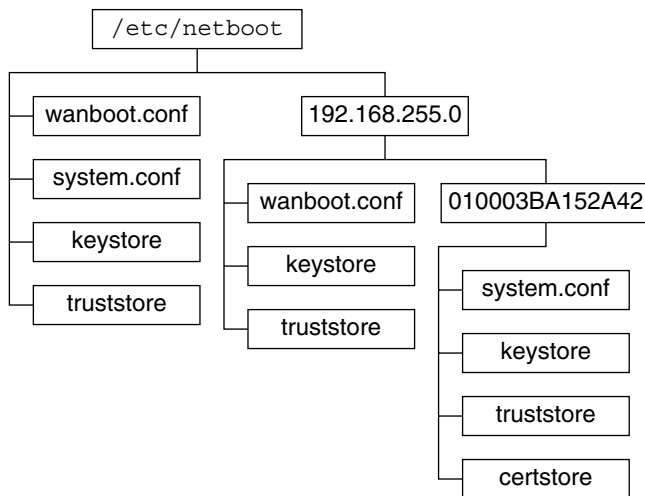 /etc/netboot
wanboot.conf
system.conf
keystore
truststore
192.168.255.0
wanboot.conf
keystore
truststore
010003BA152A42
system.conf
keystore
truststore
certstore